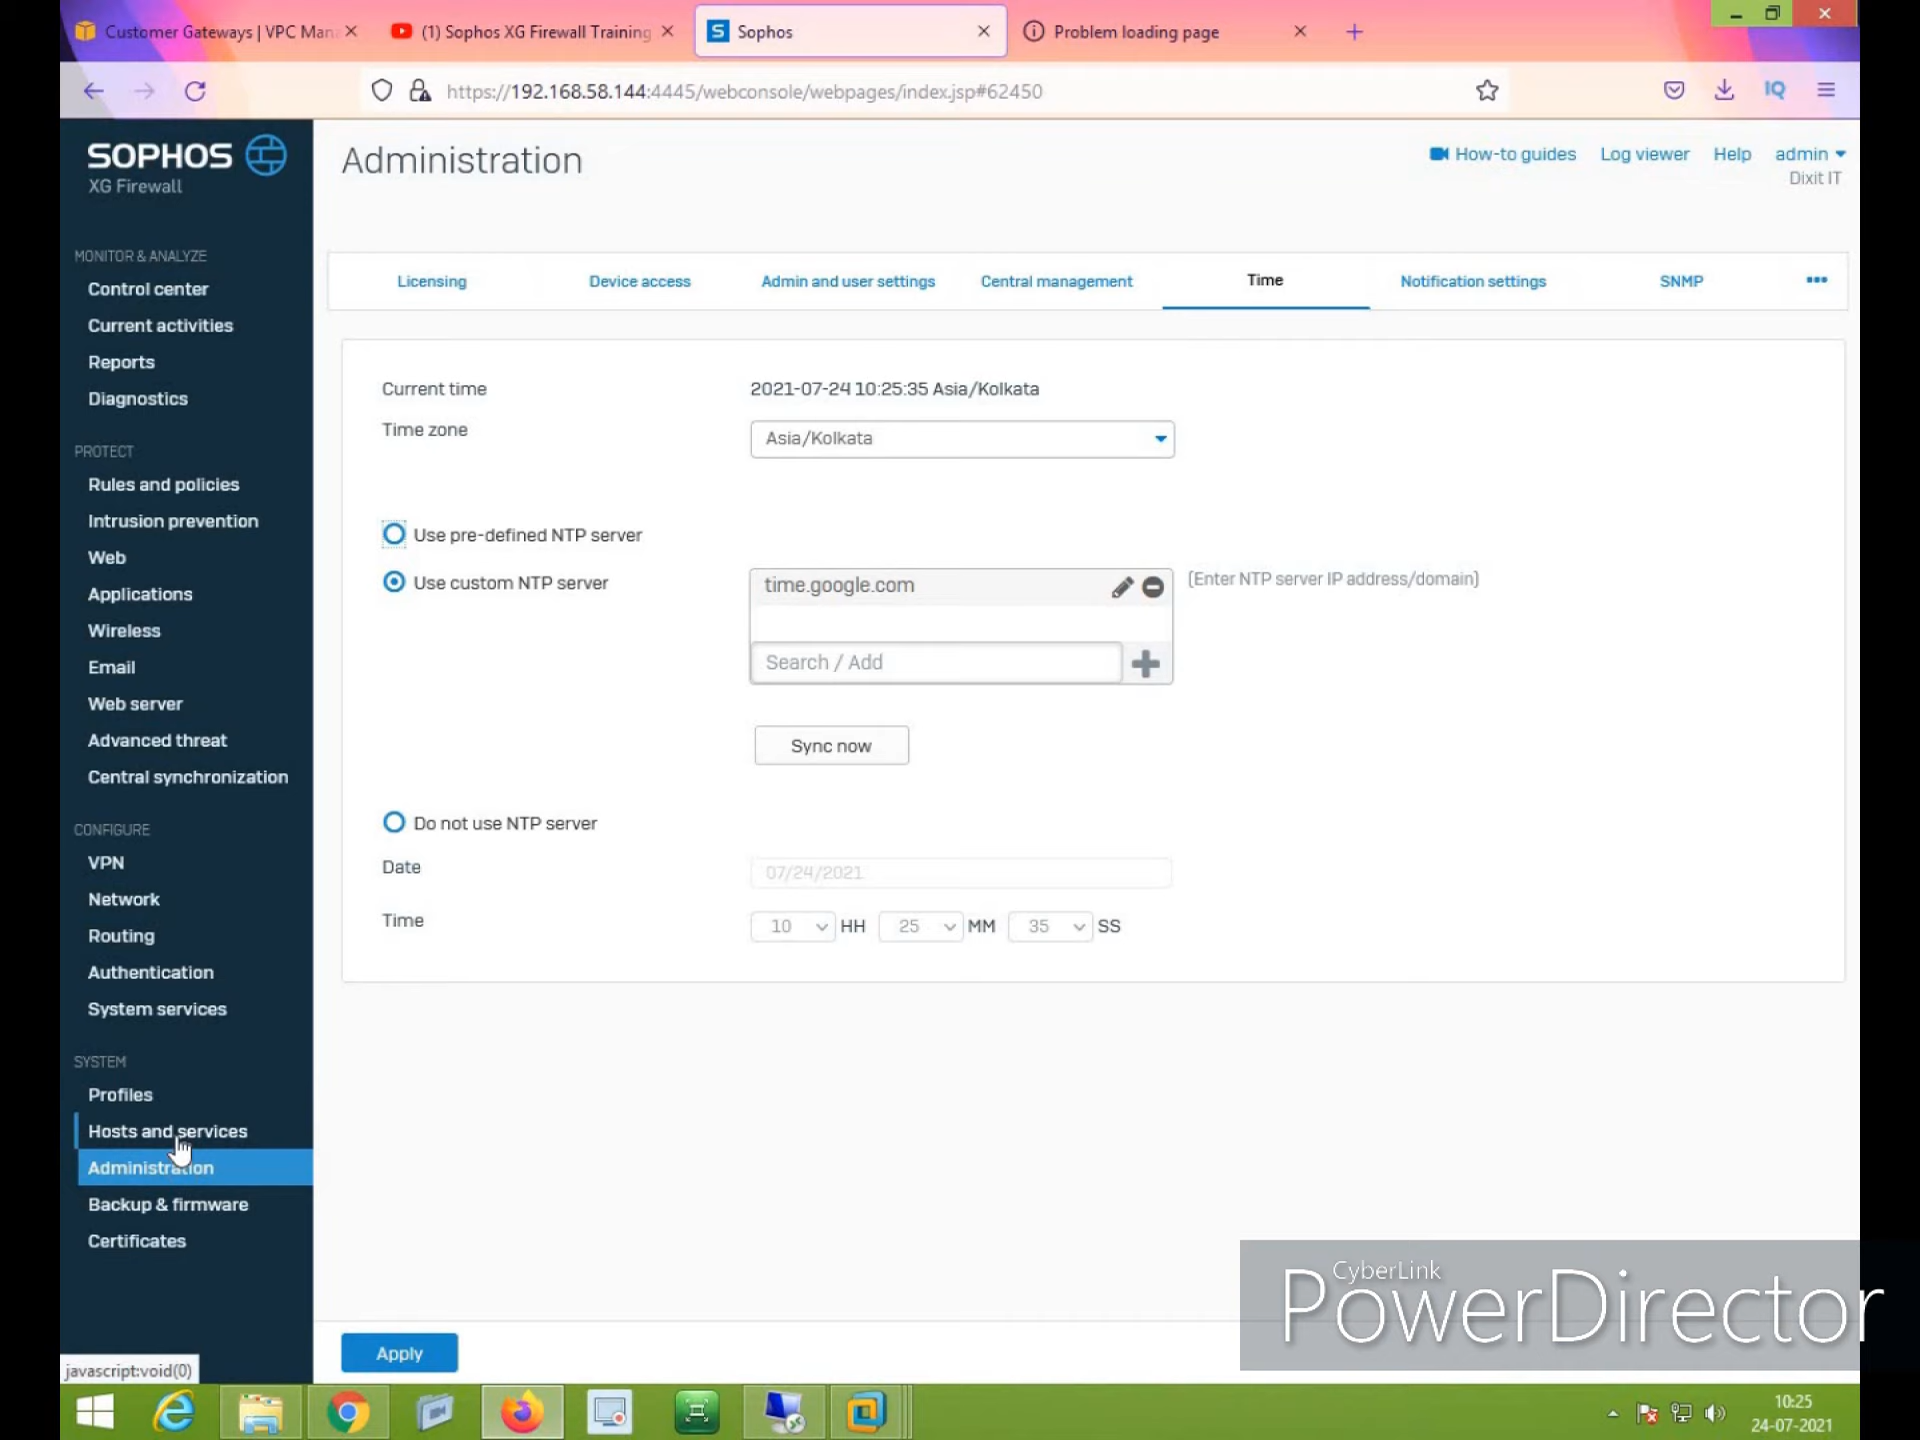 Customer Gateways | VPC Man
(1) Sophos XG Firewall Training
Sophos
Problem loading page
https://192.168.58.144:4445/webconsole/webpages/index.jsp#62450
IQ
SOPHOS
XG Firewall
Administration
How-to guides
Log viewer
Help
admin
Dixit IT
MONITOR & ANALYZE
Control center
Current activities
Reports
Diagnostics
PROTECT
Rules and policies
Intrusion prevention
Web
Applications
Wireless
Email
Web server
Advanced threat
Central synchronization
CONFIGURE
VPN
Network
Routing
Authentication
System services
SYSTEM
Profiles
Hosts and services
Administration
Backup & firmware
Certificates
Licensing
Device access
Admin and user settings
Central management
Time
Notification settings
SNMP
Current time 2021-07-24 10:25:35 Asia/Kolkata
Time zone Asia/Kolkata
Use pre-defined NTP server
Use custom NTP server
time.google.com
(Enter NTP server IP address/domain)
Search / Add
Sync now
Do not use NTP server
Date 07/24/2021
Time 10 HH 25 MM 35 SS
Apply
CyberLink
PowerDirector
javascript:void(0)
10:25
24-07-2021